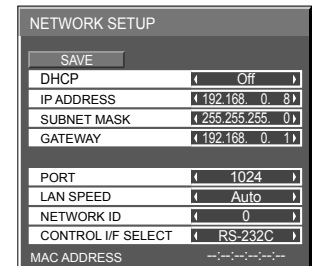 NETWORK SETUP
SAVE
DHCP Off
IP ADDRESS 192.168. 0. 8
SUBNET MASK 255.255.255. 0
GATEWAY 192.168. 0. 1
PORT 1024
LAN SPEED Auto
NETWORK ID 0
CONTROL I/F SELECT RS-232C
MAC ADDRESS --:--:--:--:--:--